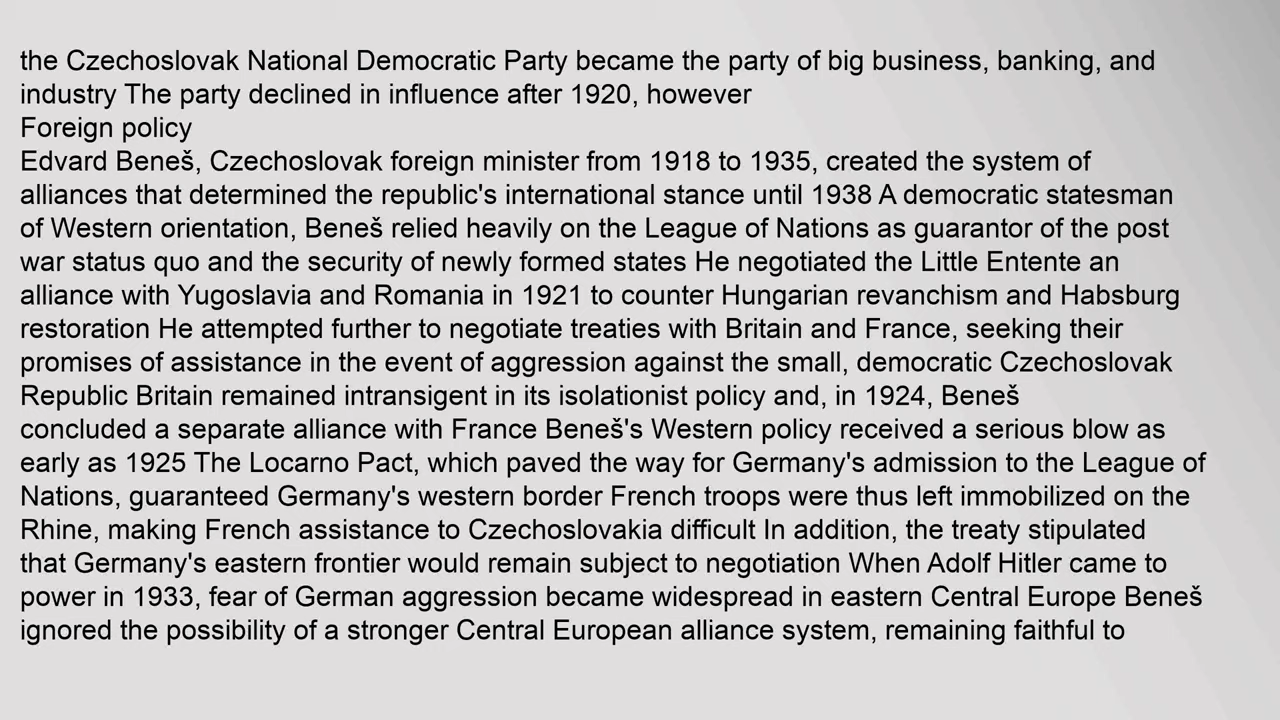 the Czechoslovak National Democratic Party became the party of big business, banking, and
industry The party declined in influence after 1920, however
Foreign policy
Edvard Beneš, Czechoslovak foreign minister from 1918 to 1935, created the system of
alliances that determined the republic's international stance until 1938 A democratic statesman
of Western orientation, Beneš relied heavily on the League of Nations as guarantor of the post
war status quo and the security of newly formed states He negotiated the Little Entente an
alliance with Yugoslavia and Romania in 1921 to counter Hungarian revanchism and Habsburg
restoration He attempted further to negotiate treaties with Britain and France, seeking their
promises of assistance in the event of aggression against the small, democratic Czechoslovak
Republic Britain remained intransigent in its isolationist policy and, in 1924, Beneš
concluded a separate alliance with France Beneš's Western policy received a serious blow as
early as 1925 The Locarno Pact, which paved the way for Germany's admission to the League of
Nations, guaranteed Germany's western border French troops were thus left immobilized on the
Rhine, making French assistance to Czechoslovakia difficult In addition, the treaty stipulated
that Germany's eastern frontier would remain subject to negotiation When Adolf Hitler came to
power in 1933, fear of German aggression became widespread in eastern Central Europe Beneš
ignored the possibility of a stronger Central European alliance system, remaining faithful to